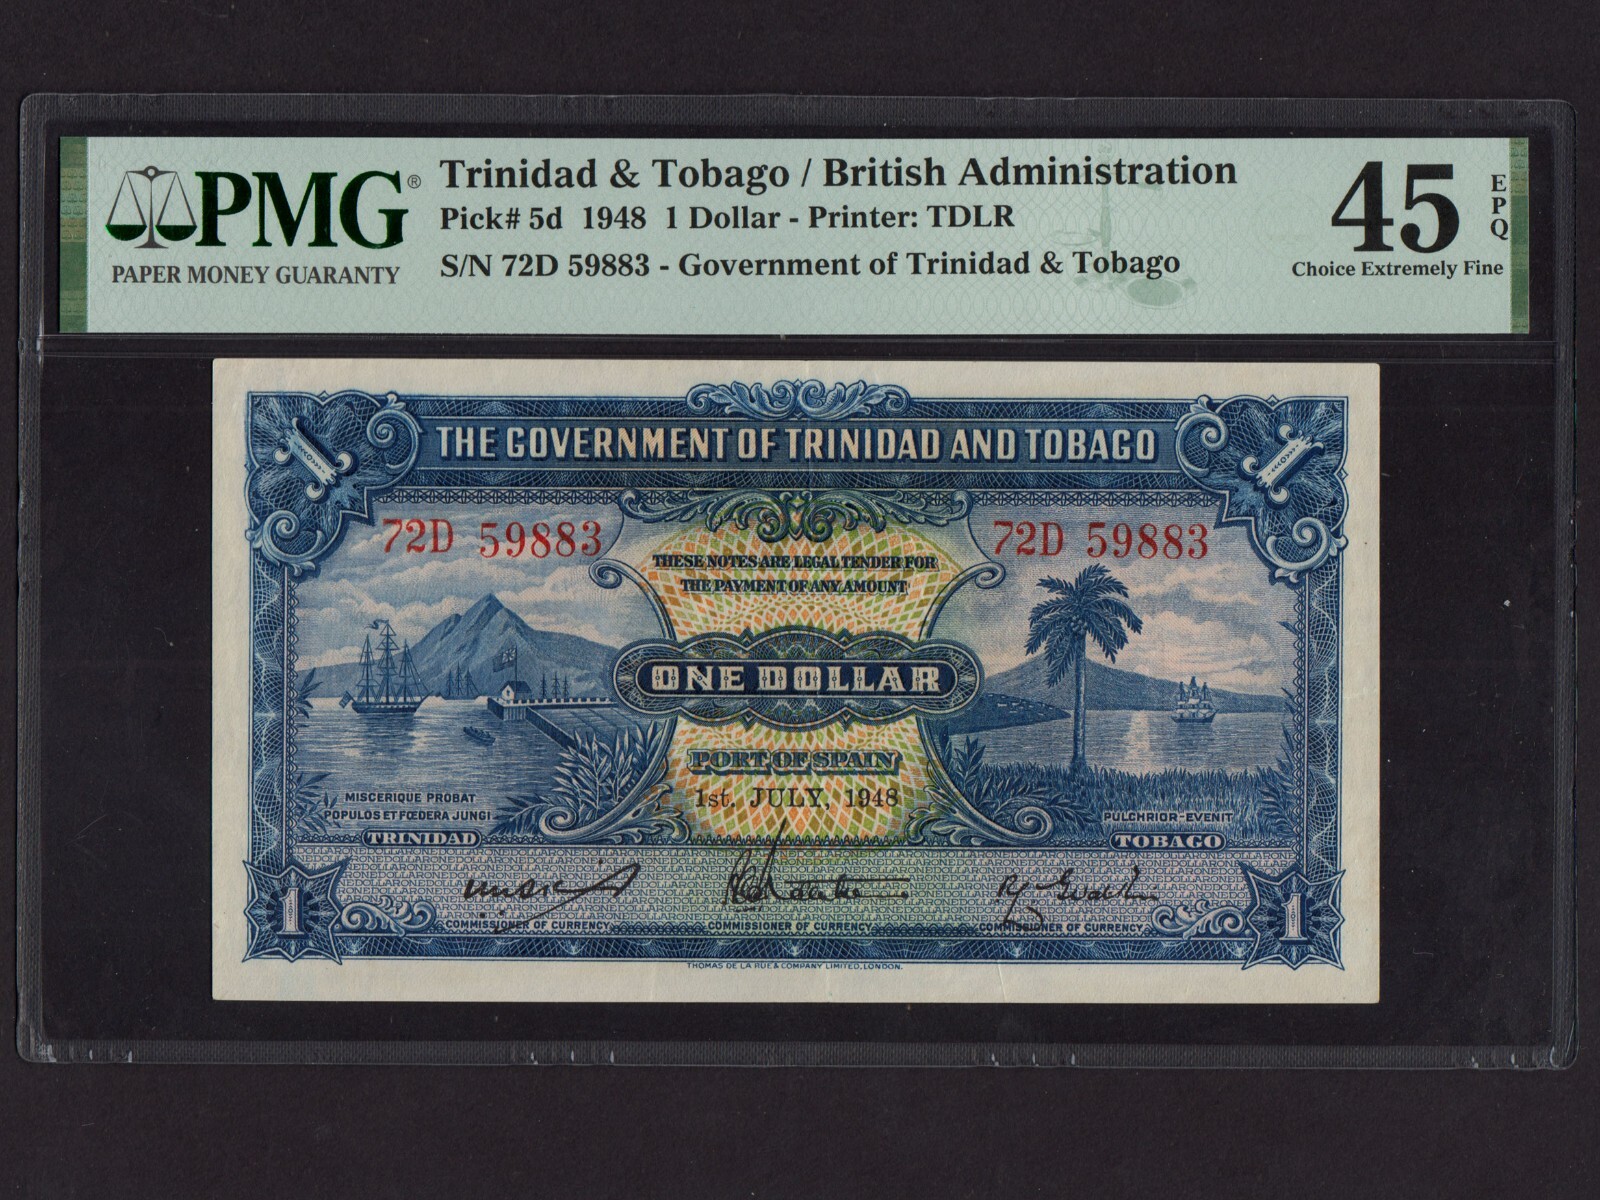 PMG®
PAPER MONEY GUARANTY
Trinidad & Tobago / British Administration
Pick# 5d 1948 1 Dollar - Printer: TDLR
S/N 72D 59883 - Government of Trinidad & Tobago
45
EPQ
Choice Extremely Fine
1
THE GOVERNMENT OF TRINIDAD AND TOBAGO
1
72D 59883
72D 59883
THESE NOTES ARE LEGAL TENDER FOR
THE PAYMENT OF ANY AMOUNT
ONE DOLLAR
PORT OF SPAIN
1st. JULY, 1948
MISCERIQUE PROBAT
POPULOS ET FŒDERA JUNGI
TRINIDAD
PULCHRIOR-EVENIT
TOBAGO
1
COMMISSIONER OF CURRENCY
COMMISSIONER OF CURRENCY
COMMISSIONER OF CURRENCY
1
THOMAS DE LA RUE & COMPANY LIMITED, LONDON.